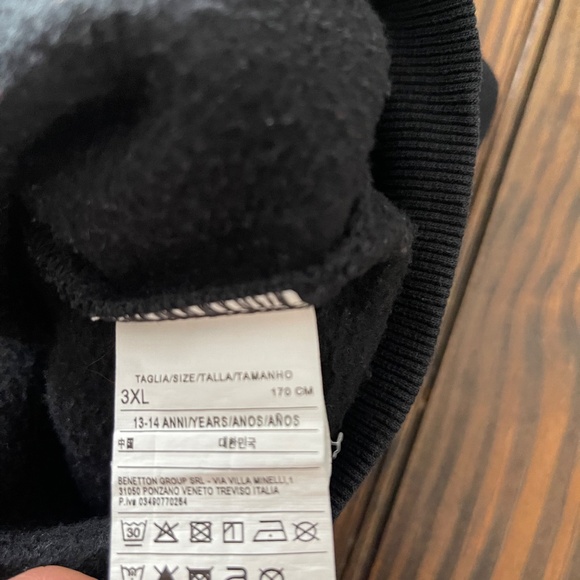 TAGLIA/SIZE/TALLA/TAMANHO
3XL 170 CM
13-14 ANNI/YEARS/ANOS/AÑOS
中国 대한민국
BENETTON GROUP SRL - VIA VILLA MINELLI,1
31050 PONZANO VENETO TREVISO ITALIA
P.Iva 03490770264
30